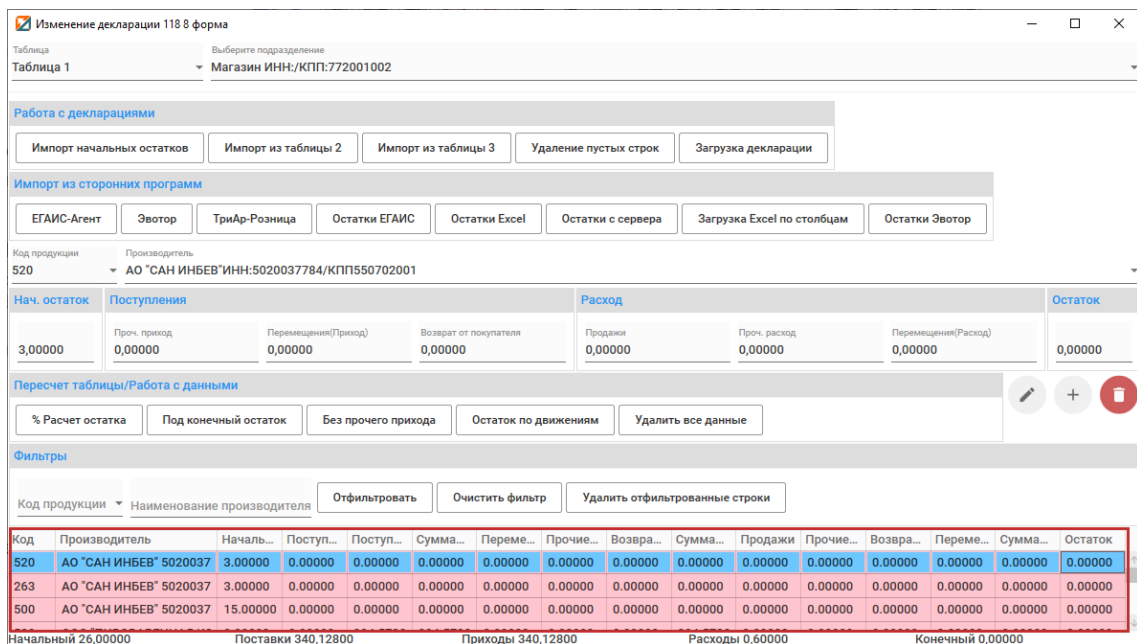 Изменение декларации 118 8 форма
Таблица Выберите подразделение
Таблица 1 Магазин ИНН:/КПП:772001002
Работа с декларациями
Импорт начальных остатков Импорт из таблицы 2 Импорт из таблицы 3 Удаление пустых строк Загрузка декларации
Импорт из сторонних программ
ЕГАИС-Агент Эвотор ТриАр-Розница Остатки ЕГАИС Остатки Excel Остатки с сервера Загрузка Excel по столбцам Остатки Эвотор
Код продукции Производитель
520 АО "САН ИНБЕВ"ИНН:5020037784/КПП550702001
Нач. остаток Поступления Расход Остаток
Проч. приход Перемещения(Приход) Возврат от покупателя Продажи Проч. расход Перемещения(Расход)
3,00000 0,00000 0,00000 0,00000 0,00000 0,00000 0,00000 0,00000
Пересчет таблицы/Работа с данными
% Расчет остатка Под конечный остаток Без прочего прихода Остаток по движениям Удалить все данные
Фильтры
Код продукции Наименование производителя Отфильтровать Очистить фильтр Удалить отфильтрованные строки
Код Производитель Началь... Поступ... Поступ... Сумма... Переме... Прочие... Возвра... Сумма... Продажи Прочие... Возвра... Переме... Сумма... Остаток
520 АО "САН ИНБЕВ" 5020037 3.00000 0.00000 0.00000 0.00000 0.00000 0.00000 0.00000 0.00000 0.00000 0.00000 0.00000 0.00000 0.00000 0.00000
263 АО "САН ИНБЕВ" 5020037 3.00000 0.00000 0.00000 0.00000 0.00000 0.00000 0.00000 0.00000 0.00000 0.00000 0.00000 0.00000 0.00000 0.00000
500 АО "САН ИНБЕВ" 5020037 15.00000 0.00000 0.00000 0.00000 0.00000 0.00000 0.00000 0.00000 0.00000 0.00000 0.00000 0.00000 0.00000 0.00000
Начальный 26,00000 Поставки 340,12800 Приходы 340,12800 Расходы 0,60000 Конечный 0,00000